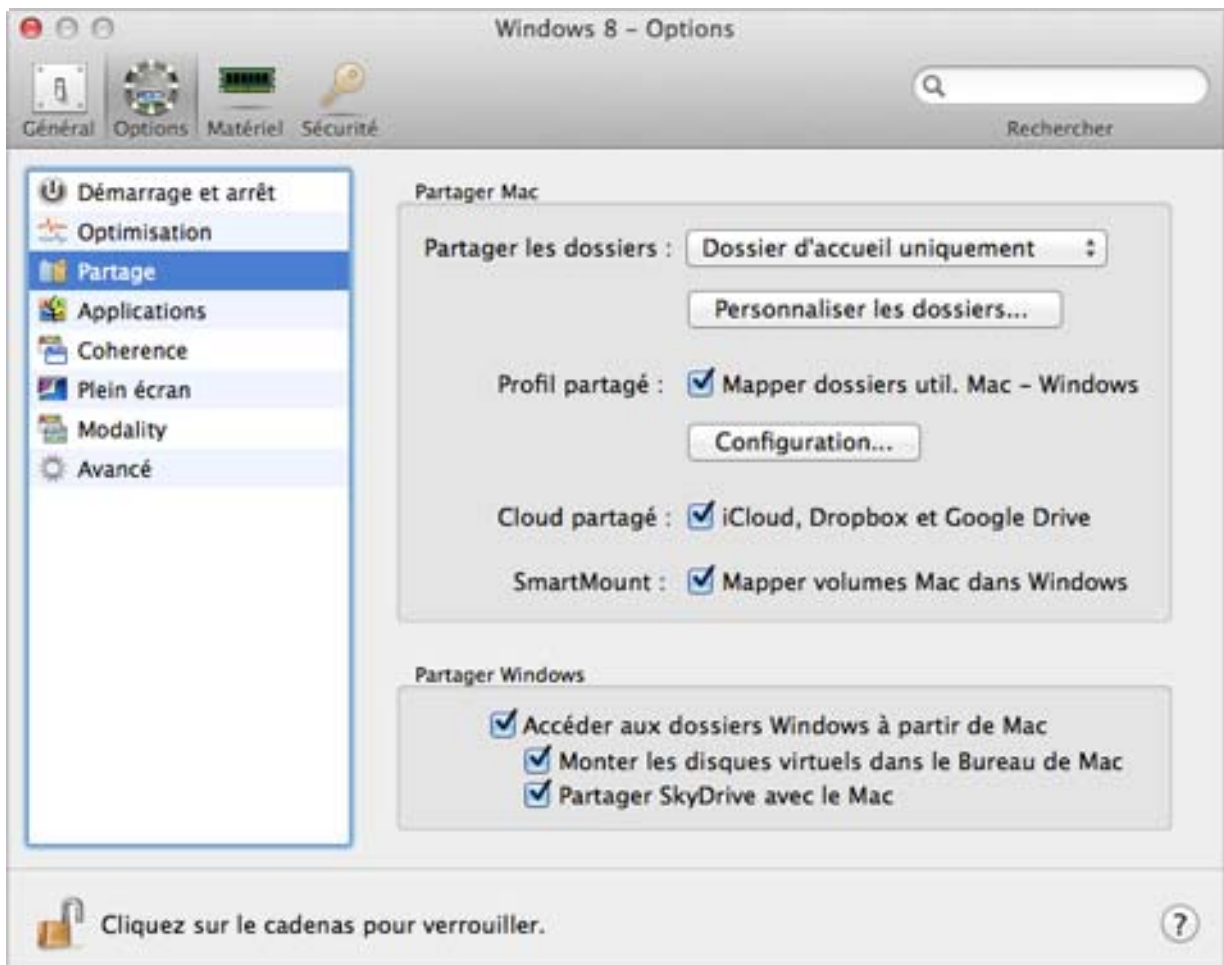 Windows 8 – Options
Général Options Matériel Sécurité
Rechercher
Démarrage et arrêt
Optimisation
Partage
Applications
Coherence
Plein écran
Modality
Avancé
Partager Mac
Partager les dossiers : Dossier d'accueil uniquement
Personnaliser les dossiers...
Profil partagé : Mapper dossiers util. Mac – Windows
Configuration...
Cloud partagé : iCloud, Dropbox et Google Drive
SmartMount : Mapper volumes Mac dans Windows
Partager Windows
Accéder aux dossiers Windows à partir de Mac
Monter les disques virtuels dans le Bureau de Mac
Partager SkyDrive avec le Mac
Cliquez sur le cadenas pour verrouiller.
?